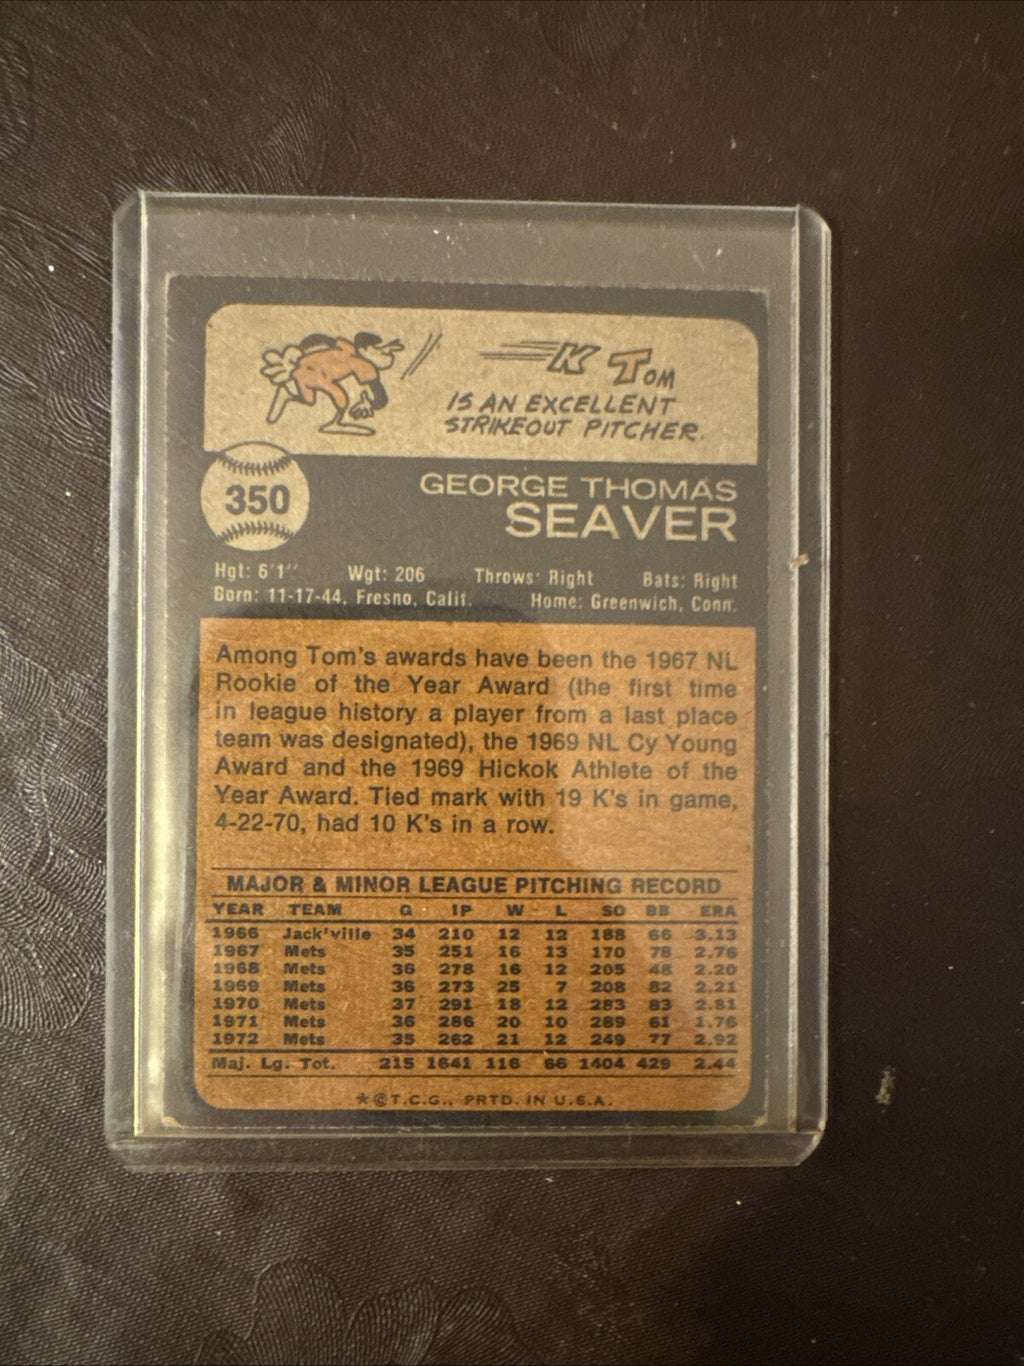 K TOM
IS AN EXCELLENT
STRIKEOUT PITCHER.
350
GEORGE THOMAS
SEAVER
Hgt: 6'1" Wgt: 206 Throws: Right Bats: Right
Born: 11-17-44, Fresno, Calif. Home: Greenwich, Conn.
Among Tom's awards have been the 1967 NL
Rookie of the Year Award (the first time
in league history a player from a last place
team was designated), the 1969 NL Cy Young
Award and the 1969 Hickok Athlete of the
Year Award. Tied mark with 19 K's in game,
4-22-70, had 10 K's in a row.
MAJOR & MINOR LEAGUE PITCHING RECORD
YEAR TEAM G IP W L SO BB ERA
1966 Jack'ville 34 210 12 12 188 66 3.13
1967 Mets 35 251 16 13 170 78 2.76
1968 Mets 36 278 16 12 205 48 2.20
1969 Mets 36 273 25 7 208 82 2.21
1970 Mets 37 291 18 12 283 83 2.81
1971 Mets 36 286 20 10 289 61 1.76
1972 Mets 35 262 21 12 249 77 2.92
Maj. Lg. Tot. 215 1641 116 66 1404 429 2.44
*©T.C.G., PRTD. IN U.S.A.